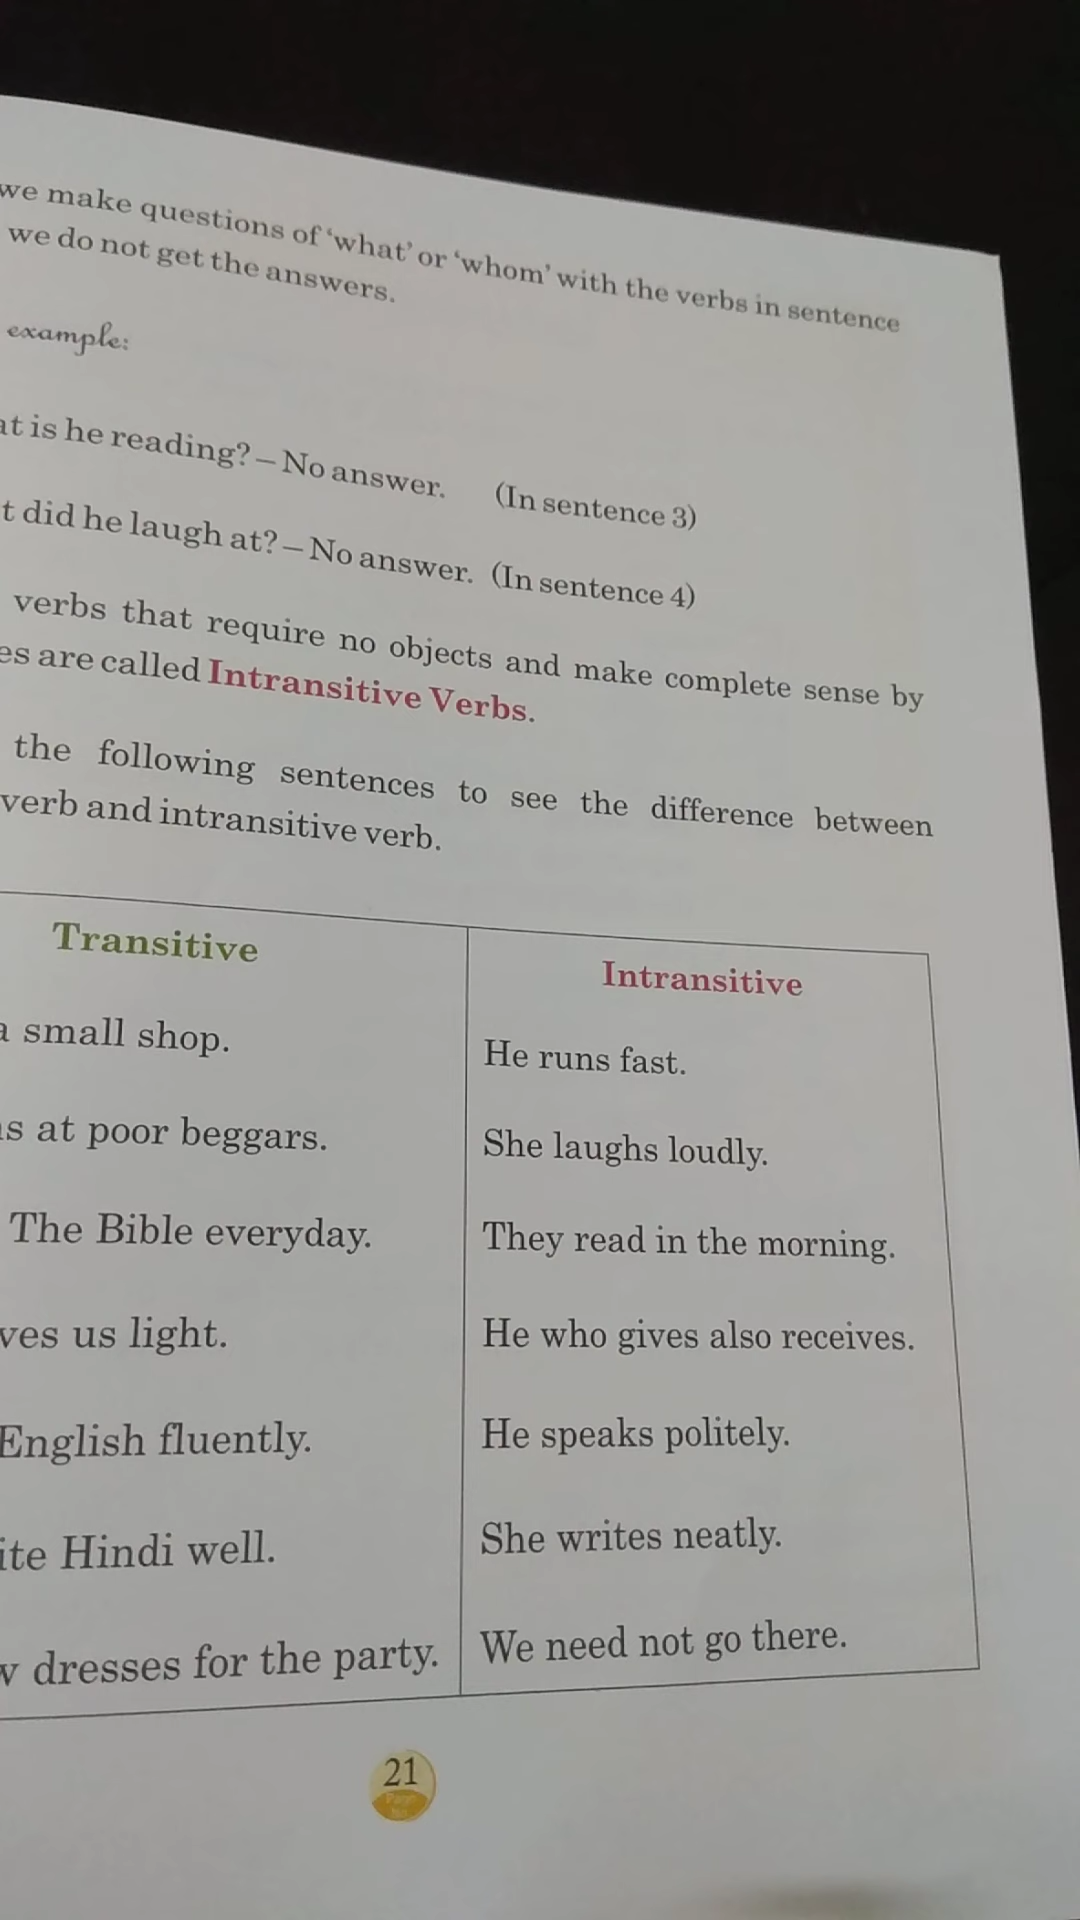 we make questions of 'what' or 'whom' with the verbs in sentence
we do not get the answers.
example:
is he reading? – No answer. (In sentence 3)
did he laugh at? – No answer. (In sentence 4)
verbs that require no objects and make complete sense by
are called Intransitive Verbs.
the following sentences to see the difference between
verb and intransitive verb.
Transitive
Intransitive
a small shop.
He runs fast.
at poor beggars.
She laughs loudly.
The Bible everyday.
They read in the morning.
us light.
He who gives also receives.
English fluently.
He speaks politely.
Hindi well.
She writes neatly.
dresses for the party.
We need not go there.
21